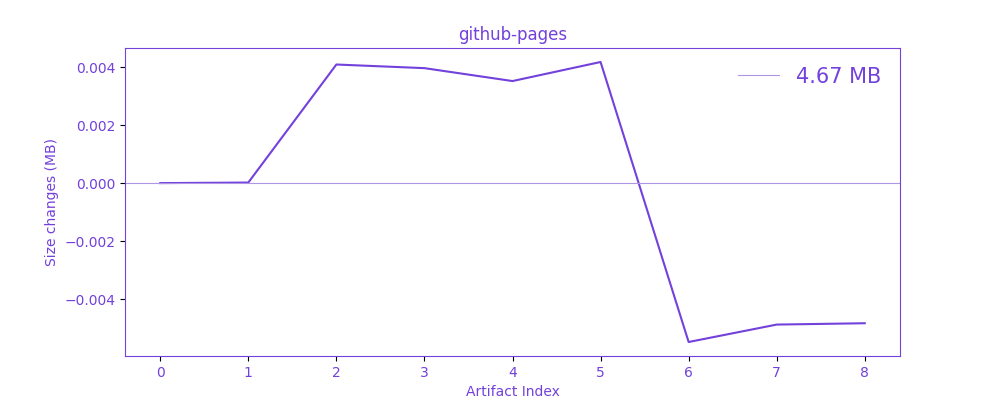 github-pages
4.67 MB
Size changes (MB)
0.004
0.002
0.000
−0.002
−0.004
0 1 2 3 4 5 6 7 8
Artifact Index